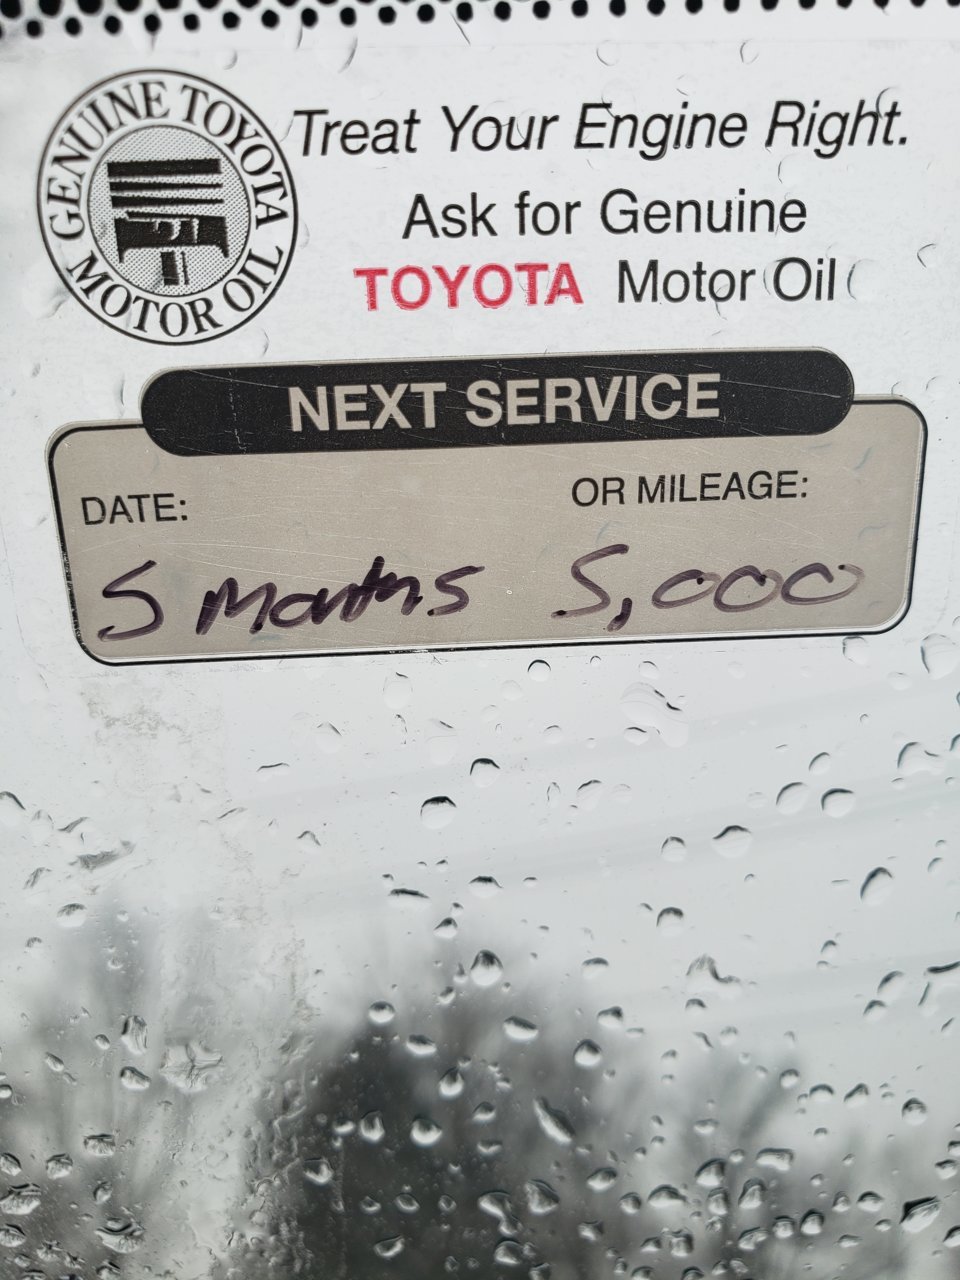 GENUINE TOYOTA MOTOR OIL
Treat Your Engine Right.
Ask for Genuine
TOYOTA Motor Oil
NEXT SERVICE
DATE: OR MILEAGE:
5 Months 5,000